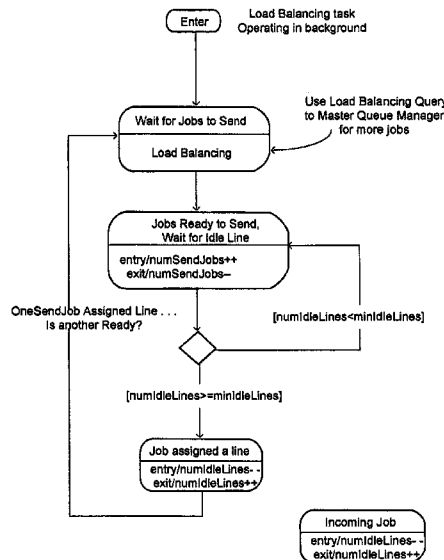 Enter
Load Balancing task
Operating in background
Wait for Jobs to Send
Load Balancing
Use Load Balancing Query
to Master Queue Manager
for more jobs
Jobs Ready to Send,
Wait for Idle Line
entry/numSendJobs++
exit/numSendJobs--
OneSendJob Assigned Line . . .
Is another Ready?
[numIdleLines<minIdleLines]
[numIdleLines>=minIdleLines]
Job assigned a line
entry/numIdleLines- -
exit/numIdleLines++
Incoming Job
entry/numIdleLines- -
exit/numIdleLines++